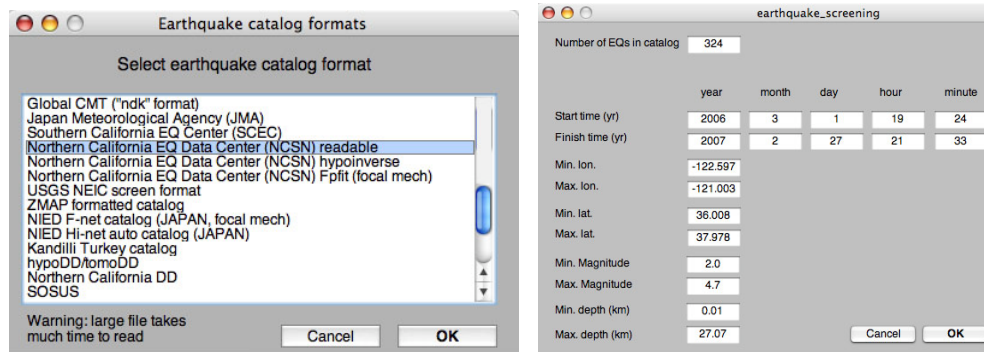 Earthquake catalog formats
Select earthquake catalog format
Global CMT ("ndk" format)
Japan Meteorological Agency (JMA)
Southern California EQ Center (SCEC)
Northern California EQ Data Center (NCSN) readable
Northern California EQ Data Center (NCSN) hypoinverse
Northern California EQ Data Center (NCSN) Fpfit (focal mech)
USGS NEIC screen format
ZMAP formatted catalog
NIED F-net catalog (JAPAN, focal mech)
NIED Hi-net auto catalog (JAPAN)
Kandilli Turkey catalog
hypoDD/tomoDD
Northern California DD
SOSUS
Warning: large file takes
much time to read
Cancel OK
earthquake_screening
Number of EQs in catalog 324
year month day hour minute
Start time (yr) 2006 3 1 19 24
Finish time (yr) 2007 2 27 21 33
Min. lon. -122.597
Max. lon. -121.003
Min. lat. 36.008
Max. lat. 37.978
Min. Magnitude 2.0
Max. Magnitude 4.7
Min. depth (km) 0.01
Max. depth (km) 27.07
Cancel OK